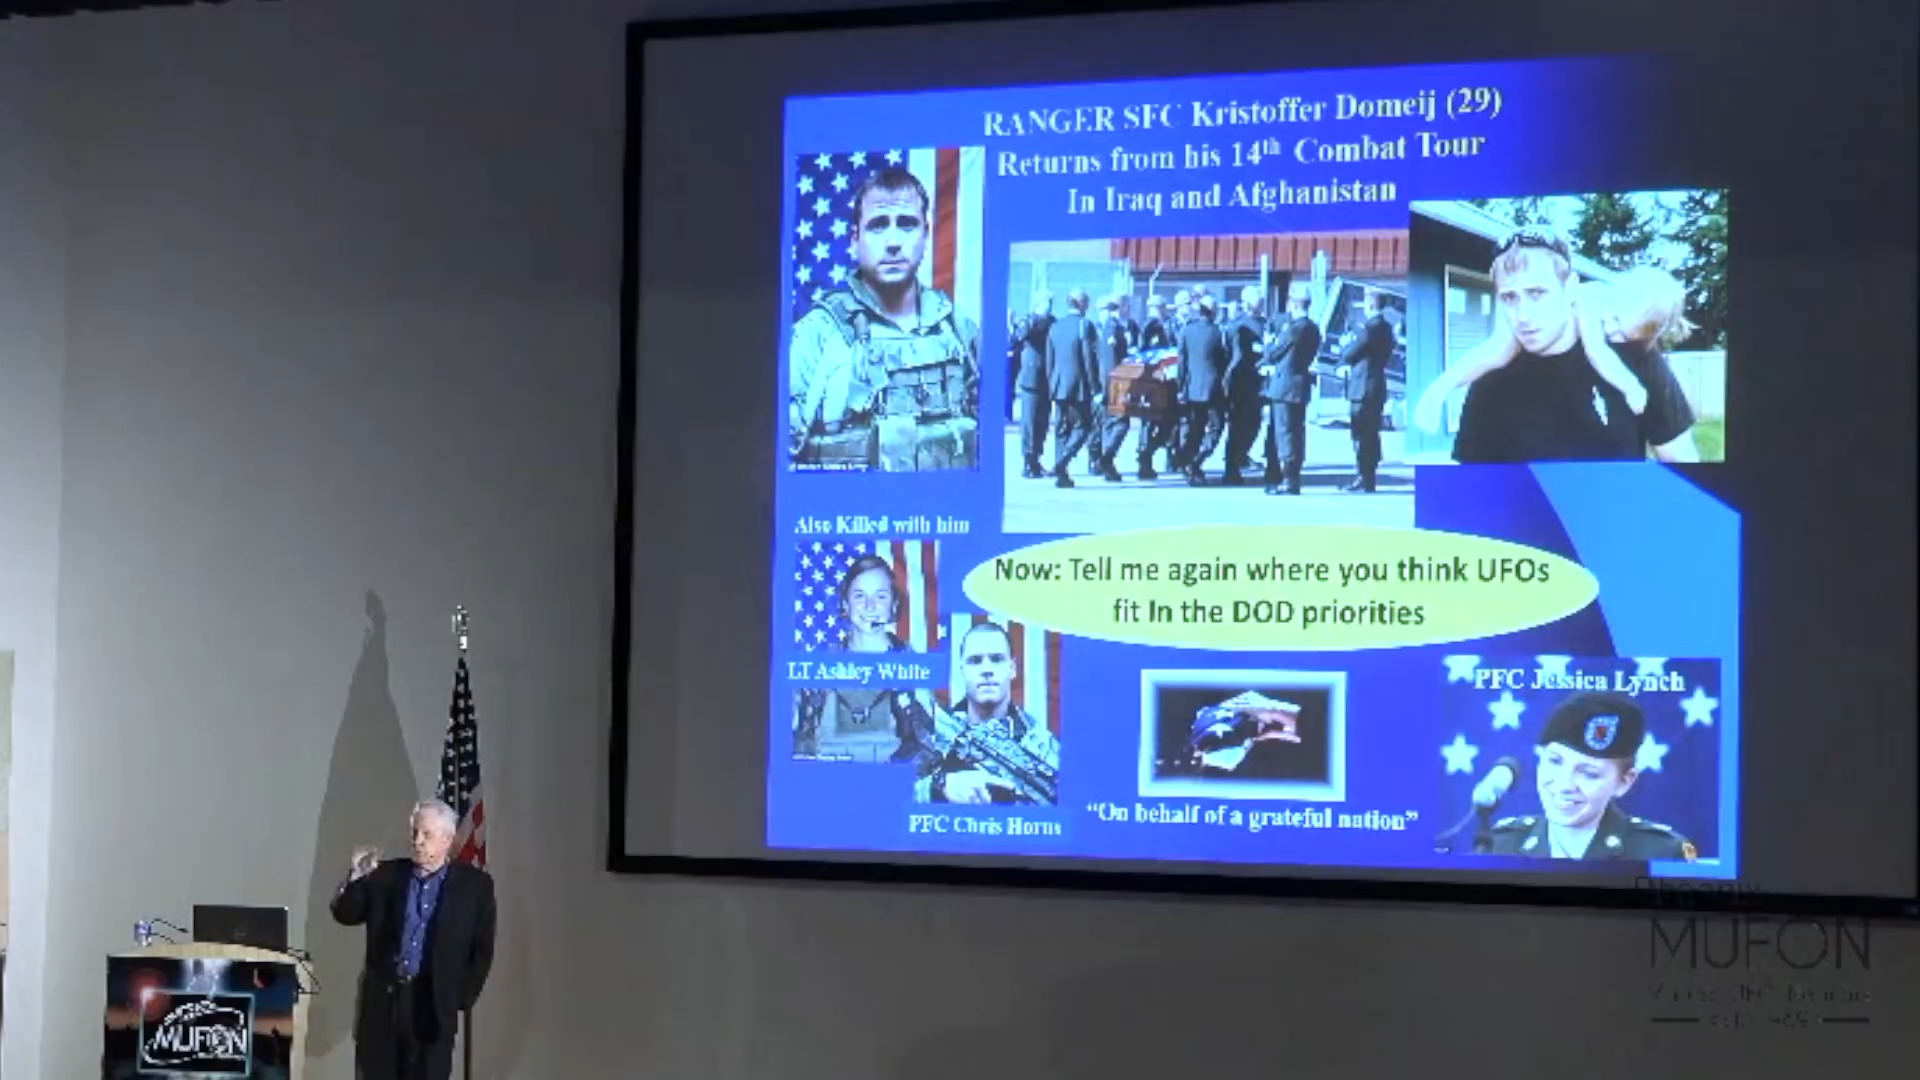 RANGER SFC Kristoffer Domeij (29)
Returns from his 14th Combat Tour
In Iraq and Afghanistan
Also Killed with him
Now: Tell me again where you think UFOs
fit In the DOD priorities
LT Ashley White
PFC Jessica Lynch
"On behalf of a grateful nation"
PFC Chris Horns
Phoenix
MUFON
MUFON